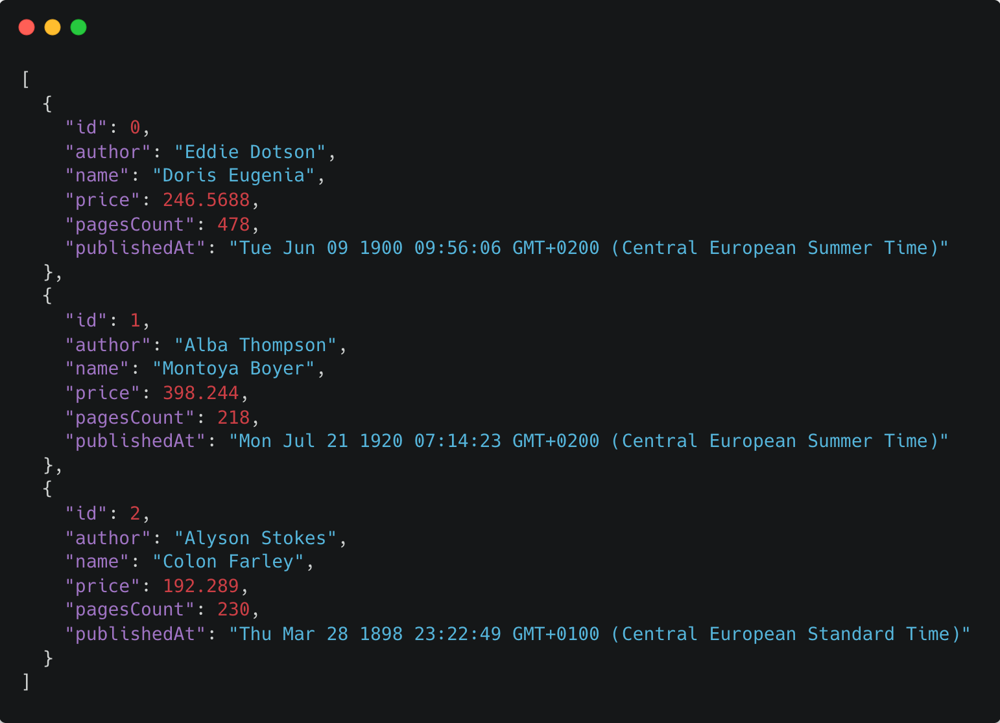 [
  {
    "id": 0,
    "author": "Eddie Dotson",
    "name": "Doris Eugenia",
    "price": 246.5688,
    "pagesCount": 478,
    "publishedAt": "Tue Jun 09 1900 09:56:06 GMT+0200 (Central European Summer Time)"
  },
  {
    "id": 1,
    "author": "Alba Thompson",
    "name": "Montoya Boyer",
    "price": 398.244,
    "pagesCount": 218,
    "publishedAt": "Mon Jul 21 1920 07:14:23 GMT+0200 (Central European Summer Time)"
  },
  {
    "id": 2,
    "author": "Alyson Stokes",
    "name": "Colon Farley",
    "price": 192.289,
    "pagesCount": 230,
    "publishedAt": "Thu Mar 28 1898 23:22:49 GMT+0100 (Central European Standard Time)"
  }
]